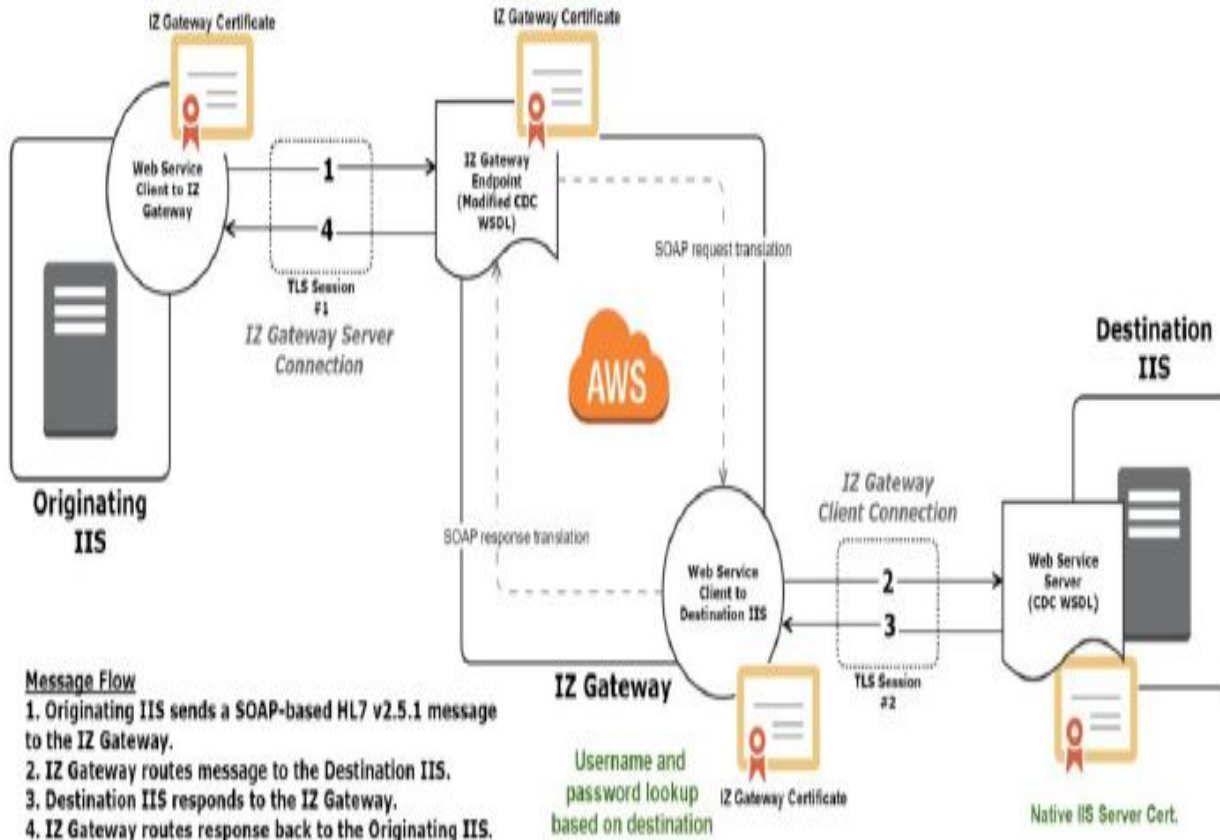 IZ Gateway Certificate
IZ Gateway Certificate
Web Service
Client to IZ
Gateway
1
4
TLS Session
#1
IZ Gateway Server
Connection
IZ Gateway
Endpoint
(Modified CDC
WSDL)
SOAP request translation
AWS
Originating
IIS
SOAP response translation
Destination
IIS
IZ Gateway
Client Connection
Web Service
Client to
Destination IIS
2
3
TLS Session
#2
Web Service
Server
(CDC WSDL)
IZ Gateway
Username and
password lookup
based on destination
IZ Gateway Certificate
Native IIS Server Cert.
Message Flow
1. Originating IIS sends a SOAP-based HL7 v2.5.1 message
to the IZ Gateway.
2. IZ Gateway routes message to the Destination IIS.
3. Destination IIS responds to the IZ Gateway.
4. IZ Gateway routes response back to the Originating IIS.